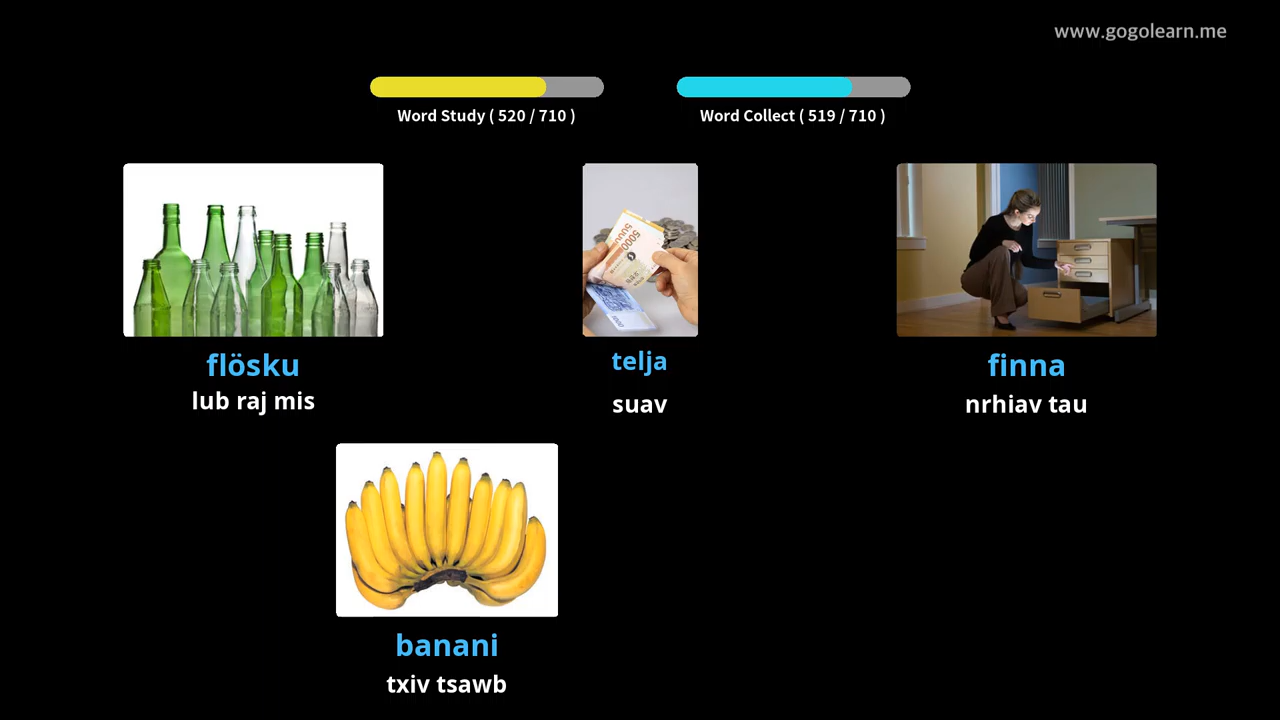 www.gogolearn.me
Word Study ( 520 / 710 )
Word Collect ( 519 / 710 )
flösku
lub raj mis
telja
suav
finna
nrhiav tau
banani
txiv tsawb